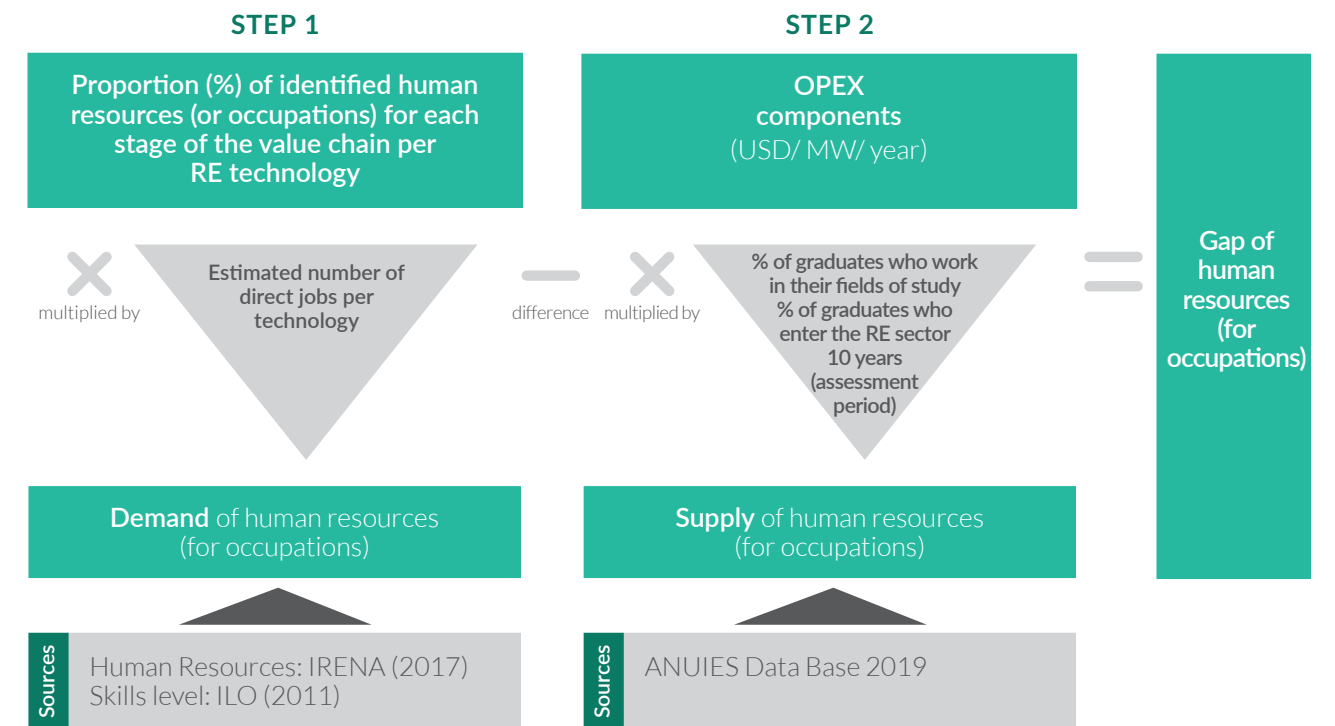 STEP 1
Proportion (%) of identified human
resources (or occupations) for each
stage of the value chain per
RE technology
multiplied by
Estimated number of
direct jobs per
technology
Demand of human resources
(for occupations)
Sources
Human Resources: IRENA (2017)
Skills level: ILO (2011)
difference
STEP 2
OPEX
components
(USD/ MW/ year)
multiplied by
% of graduates who work
in their fields of study
% of graduates who
enter the RE sector
10 years
(assessment
period)
Supply of human resources
(for occupations)
Sources
ANUIES Data Base 2019
Gap of
human
resources
(for
occupations)